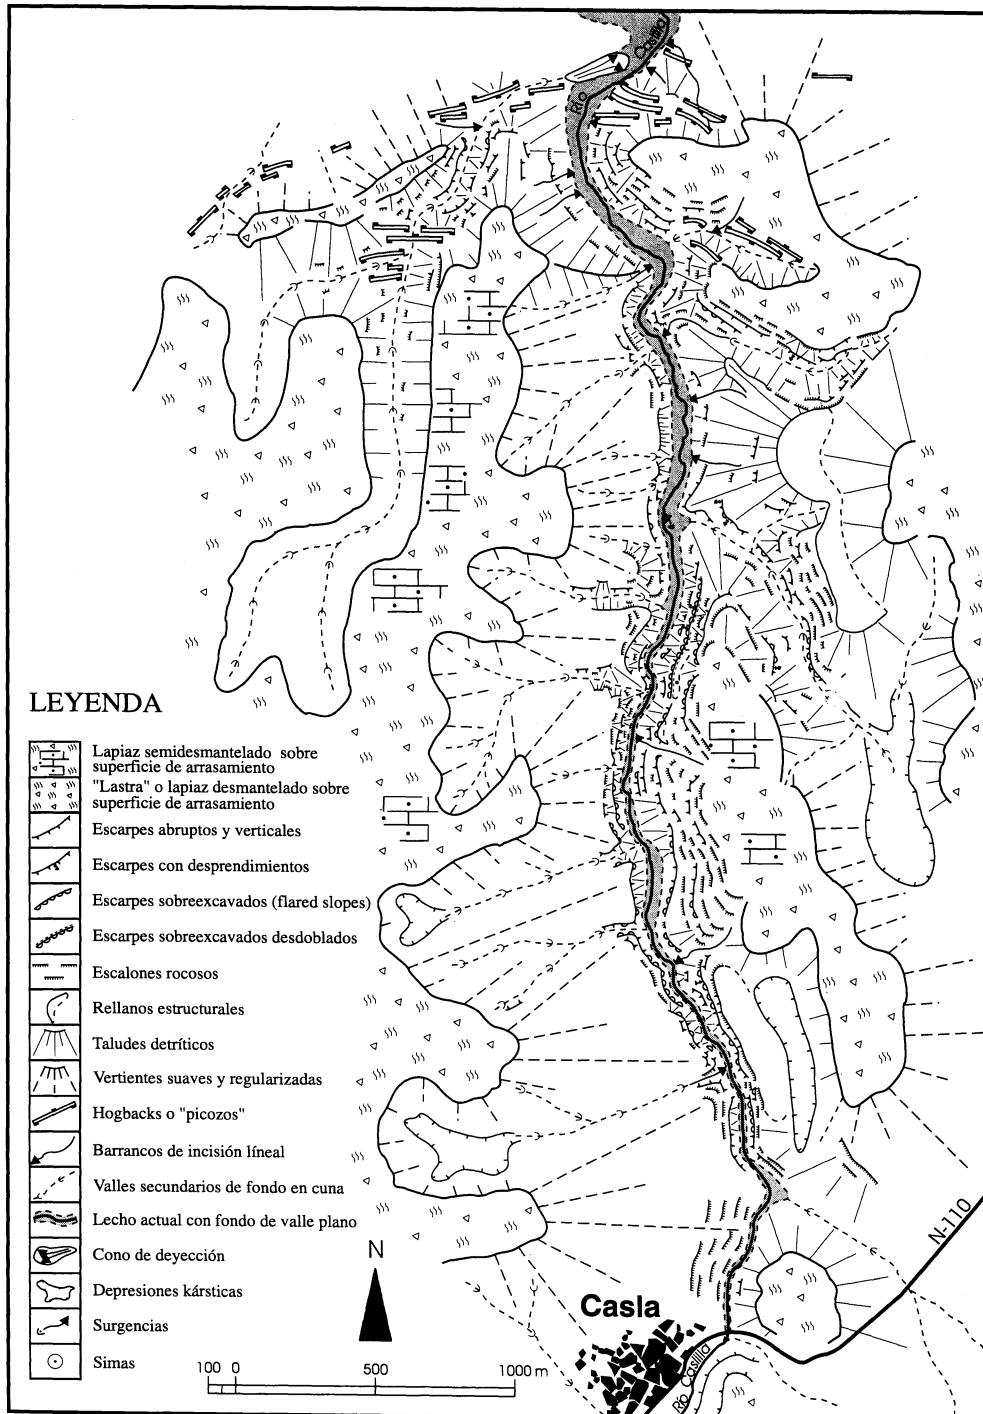 Río Casilla
LEYENDA
Lapiaz semidesmantelado sobre
superficie de arrasamiento
"Lastra" o lapiaz desmantelado sobre
superficie de arrasamiento
Escarpes abruptos y verticales
Escarpes con desprendimientos
Escarpes sobreexcavados (flared slopes)
Escarpes sobreexcavados desdoblados
Escalones rocosos
Rellanos estructurales
Taludes detríticos
Vertientes suaves y regularizadas
Hogbacks o "picozos"
Barrancos de incisión líneal
Valles secundarios de fondo en cuna
Lecho actual con fondo de valle plano
Cono de deyección
Depresiones kársticas
Surgencias
Simas
N
100 0 500 1000 m
Casla
Río Casilla
N-110